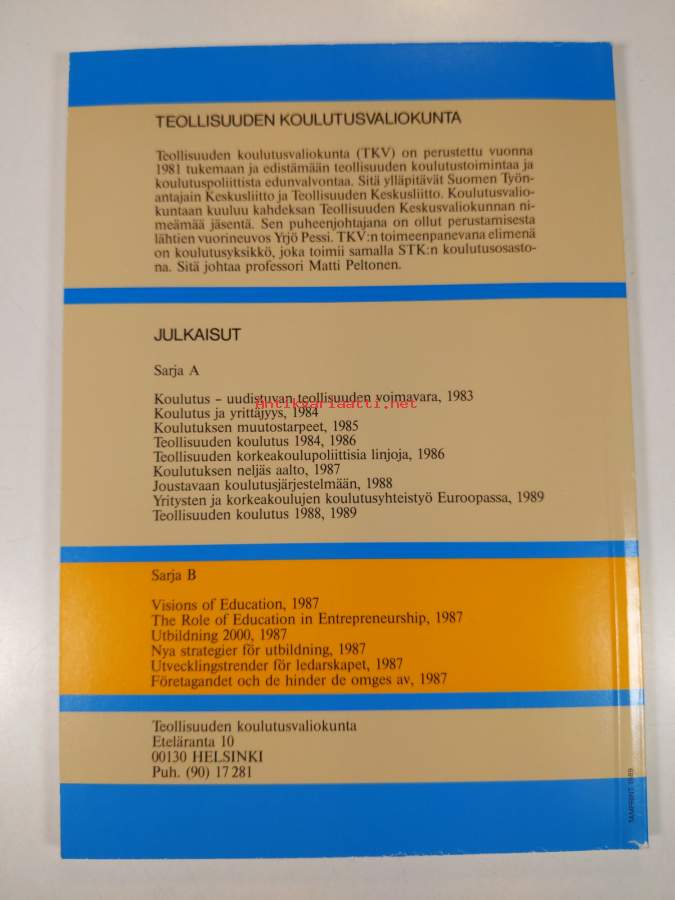 TEOLLISUUDEN KOULUTUSVALIOKUNTA
Teollisuuden koulutusvaliokunta (TKV) on perustettu vuonna
1981 tukemaan ja edistämään teollisuuden koulutustoimintaa ja
koulutuspoliittista edunvalvontaa. Sitä ylläpitävät Suomen Työn-
antajain Keskusliitto ja Teollisuuden Keskusliitto. Koulutusvalio-
kuntaan kuuluu kahdeksan Teollisuuden Keskusvaliokunnan ni-
meämää jäsentä. Sen puheenjohtajana on ollut perustamisesta
lähtien vuorineuvos Yrjö Pessi. TKV:n toimeenpanevana elimenä
on koulutusyksikkö, joka toimii samalla STK:n koulutusosasto-
na. Sitä johtaa professori Matti Peltonen.
JULKAISUT
Sarja A
Koulutus – uudistuvan teollisuuden voimavara, 1983
Antikvariaatti.net
Koulutus ja yrittäjyys, 1984
Koulutuksen muutostarpeet, 1985
Teollisuuden koulutus 1984, 1986
Teollisuuden korkeakoulupoliittisia linjoja, 1986
Koulutuksen neljäs aalto, 1987
Joustavaan koulutusjärjestelmään, 1988
Yritysten ja korkeakoulujen koulutusyhteistyö Euroopassa, 1989
Teollisuuden koulutus 1988, 1989
Sarja B
Visions of Education, 1987
The Role of Education in Entrepreneurship, 1987
Utbildning 2000, 1987
Nya strategier för utbildning, 1987
Utvecklingstrender för ledarskapet, 1987
Företagandet och de hinder de omges av, 1987
Teollisuuden koulutusvaliokunta
Eteläranta 10
00130 HELSINKI
Puh. (90) 17 281
TAMPRINT 1989